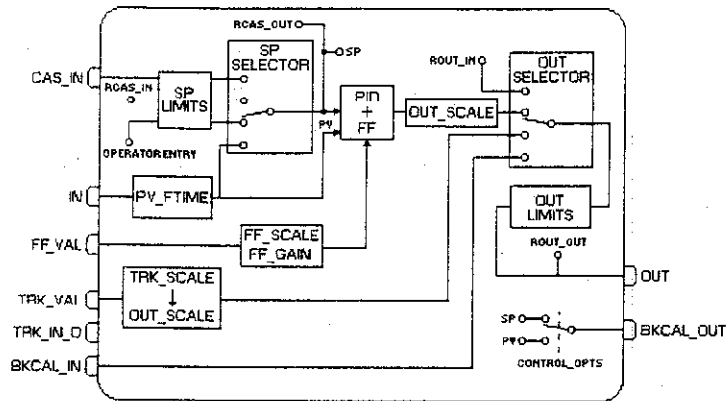 RCAS_OUT
SP
SP
SELECTOR
ROUT_IN
OUT
SELECTOR
CAS_IN
RCAS_IN
SP
LIMITS
PID
+
FF
OUT_SCALE
PV
OPERATOR ENTRY
IN
PV_FTIME
OUT
LIMITS
FF_VAL
FF_SCALE
FF_GAIN
ROUT_OUT
TRK_SCALE
OUT_SCALE
OUT
TRK_VAL
TRK_IN_D
SP
PV
BKCAL_OUT
BKCAL_IN
CONTROL_OPTS